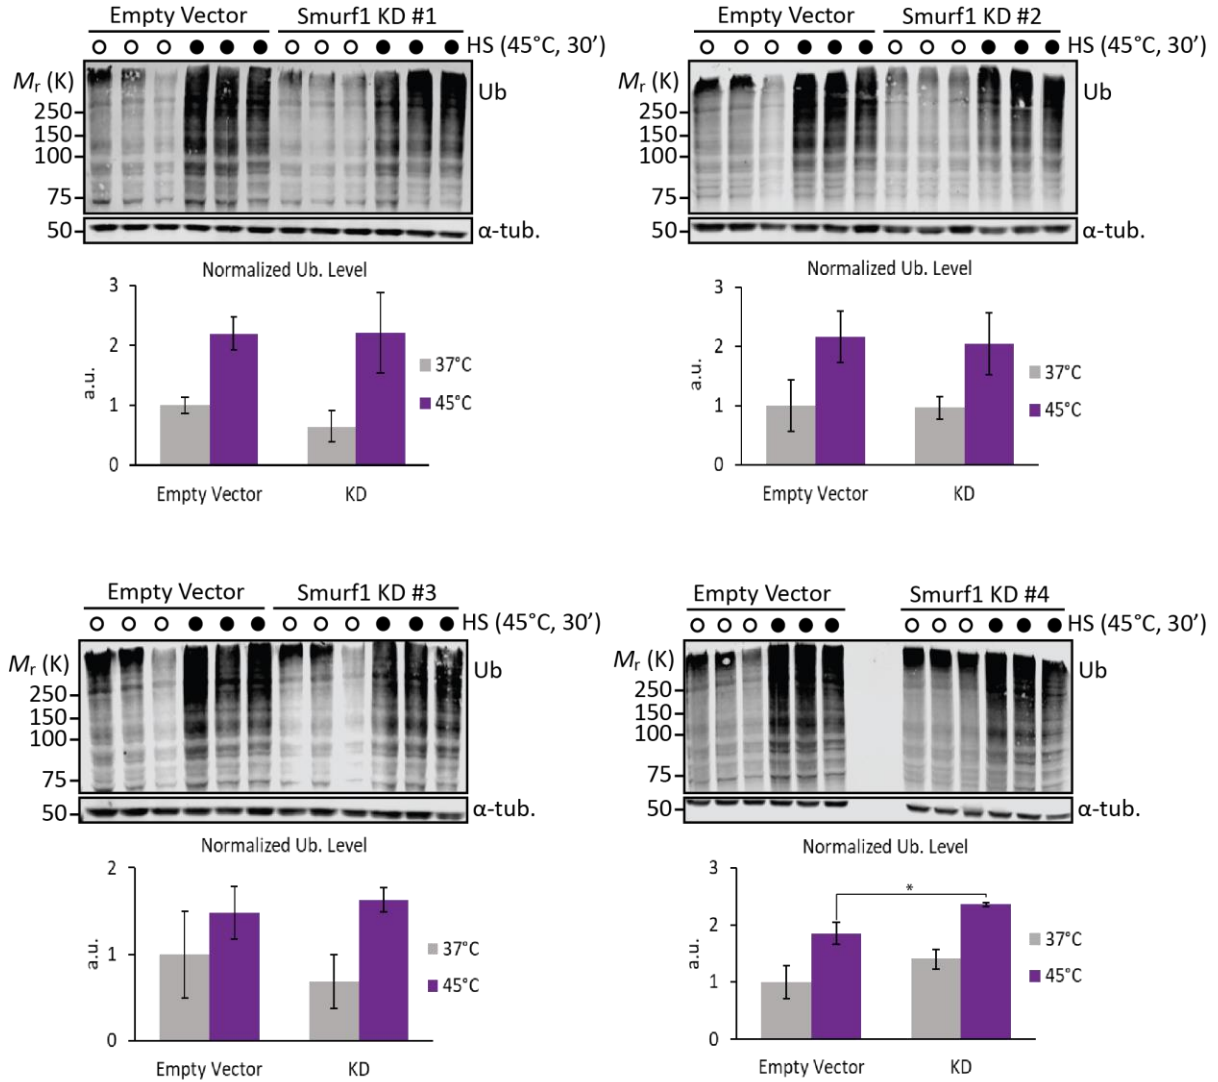 Empty Vector Smurf1 KD #1
HS (45°C, 30′)
Mr (K)
Ub
250
150
100
75
50
α-tub.
Normalized Ub. Level
3
2
1
0
a.u.
37°C
45°C
Empty Vector KD
Empty Vector Smurf1 KD #2
HS (45°C, 30′)
Mr (K)
Ub
250
150
100
75
50
α-tub.
Normalized Ub. Level
3
2
1
0
a.u.
37°C
45°C
Empty Vector KD
Empty Vector Smurf1 KD #3
HS (45°C, 30′)
Mr (K)
Ub
250
150
100
75
50
α-tub.
Normalized Ub. Level
2
1
0
a.u.
37°C
45°C
Empty Vector KD
Empty Vector Smurf1 KD #4
HS (45°C, 30′)
Mr (K)
Ub
250
150
100
75
50
α-tub.
Normalized Ub. Level
3
2
1
0
a.u.
*
37°C
45°C
Empty Vector KD